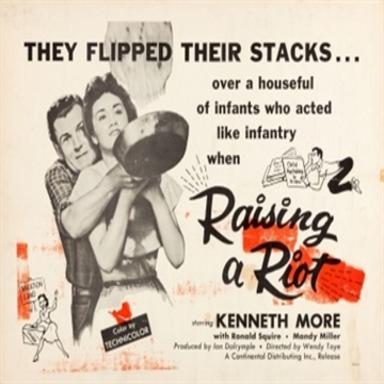 THEY FLIPPED THEIR STACKS...
over a houseful
of infants who acted
like infantry
when
Raising
a Riot
starring KENNETH MORE
with Ronald Squire • Mandy Miller
Produced by Ian Dalrymple • Directed by Wendy Toye
A Continental Distributing Inc., Release
Color by
TECHNICOLOR